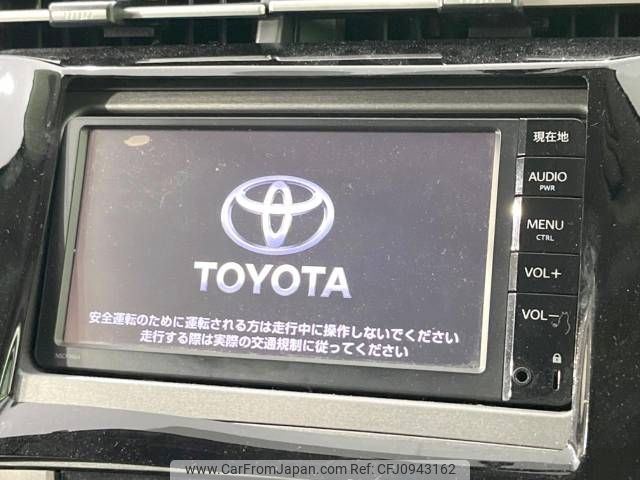 現在地
AUDIO
PWR
MENU
CTRL
VOL+
VOL-
TOYOTA
安全運転のために運転される方は走行中に操作しないでください
走行する際は実際の交通規制に従ってください
www.CarFromJapan.com REFNO:CFJ10943162